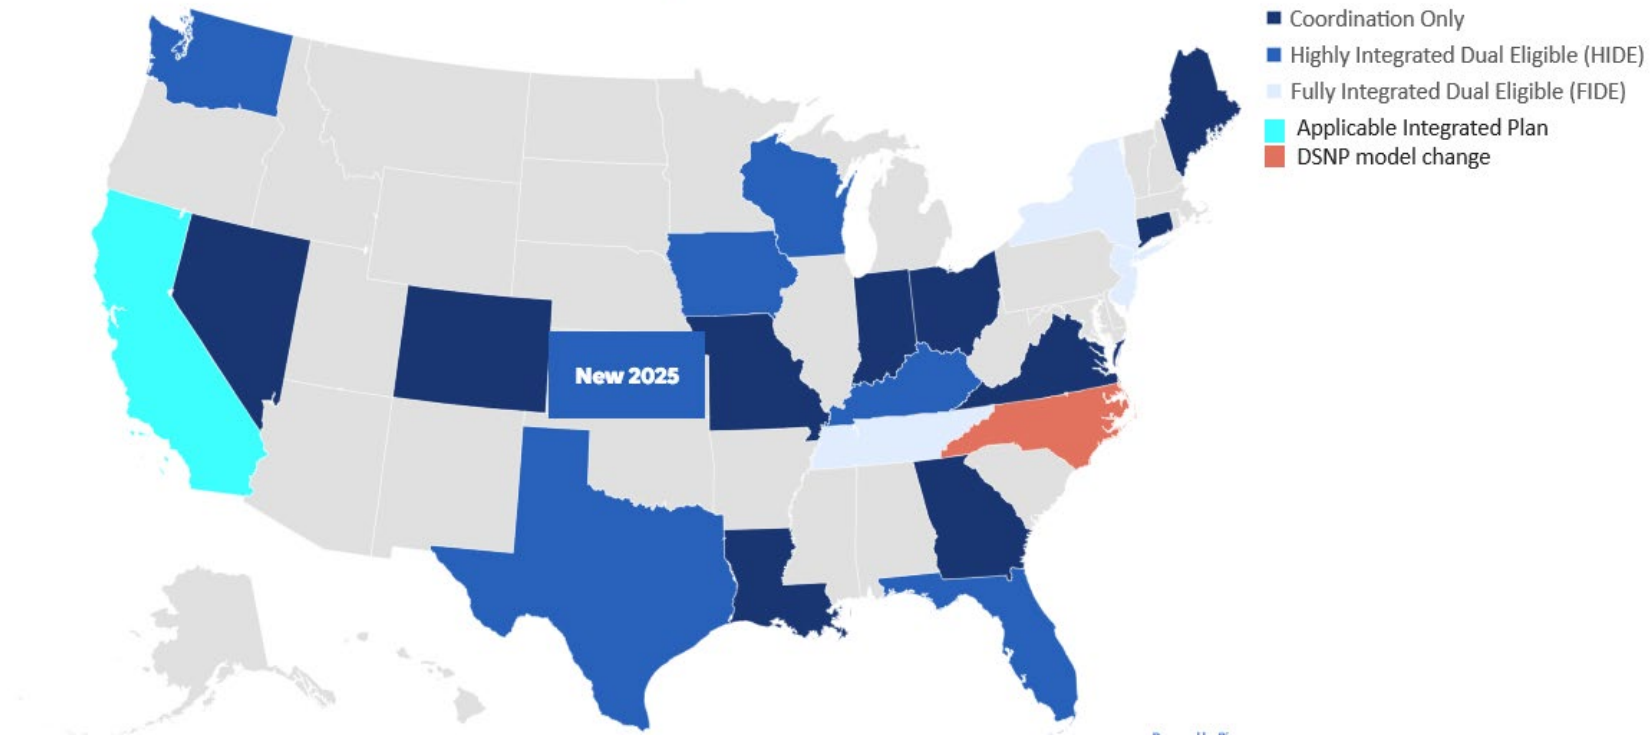 Coordination Only
Highly Integrated Dual Eligible (HIDE)
Fully Integrated Dual Eligible (FIDE)
Applicable Integrated Plan
DSNP model change
New 2025